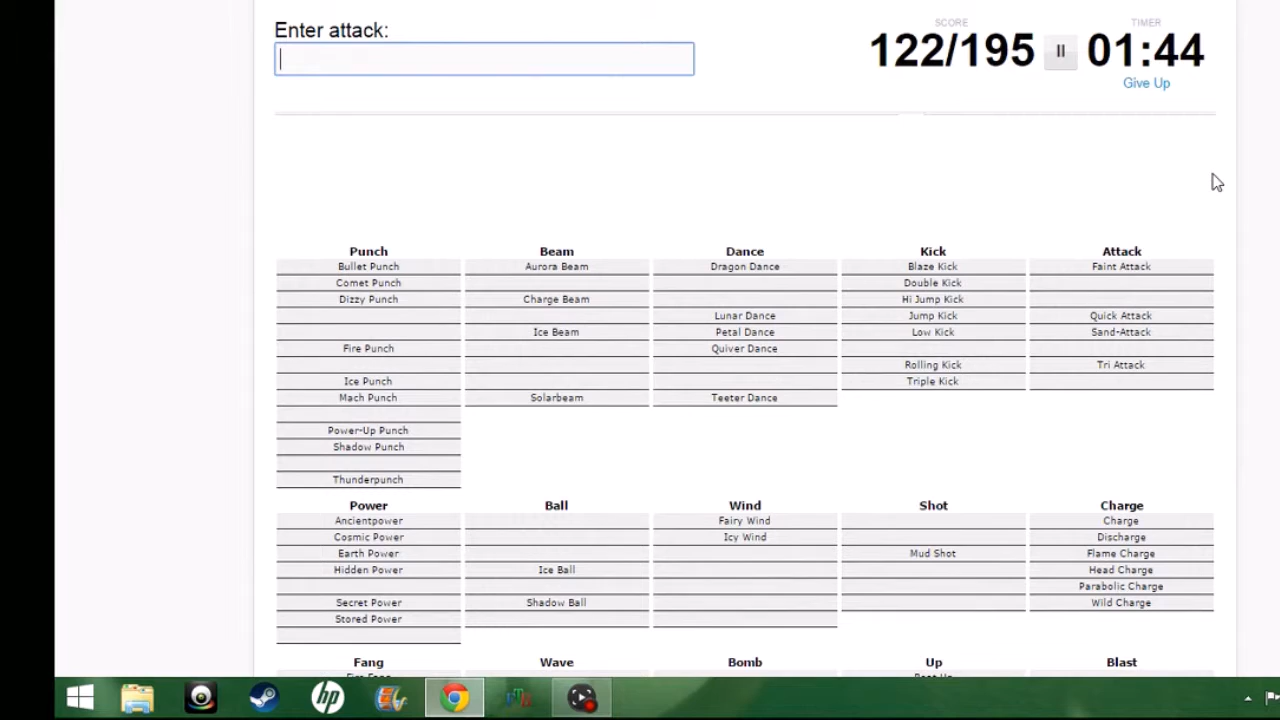 Enter attack:
SCORE
122/195
TIMER
01:44
Give Up
Punch
Bullet Punch
Comet Punch
Dizzy Punch
Fire Punch
Ice Punch
Mach Punch
Power-Up Punch
Shadow Punch
Thunderpunch
Beam
Aurora Beam
Charge Beam
Ice Beam
Solarbeam
Dance
Dragon Dance
Lunar Dance
Petal Dance
Quiver Dance
Teeter Dance
Kick
Blaze Kick
Double Kick
Hi Jump Kick
Jump Kick
Low Kick
Rolling Kick
Triple Kick
Attack
Faint Attack
Quick Attack
Sand-Attack
Tri Attack
Power
Ancientpower
Cosmic Power
Earth Power
Hidden Power
Secret Power
Stored Power
Ball
Ice Ball
Shadow Ball
Wind
Fairy Wind
Icy Wind
Shot
Mud Shot
Charge
Charge
Discharge
Flame Charge
Head Charge
Parabolic Charge
Wild Charge
Fang
Wave
Bomb
Up
Blast
hp